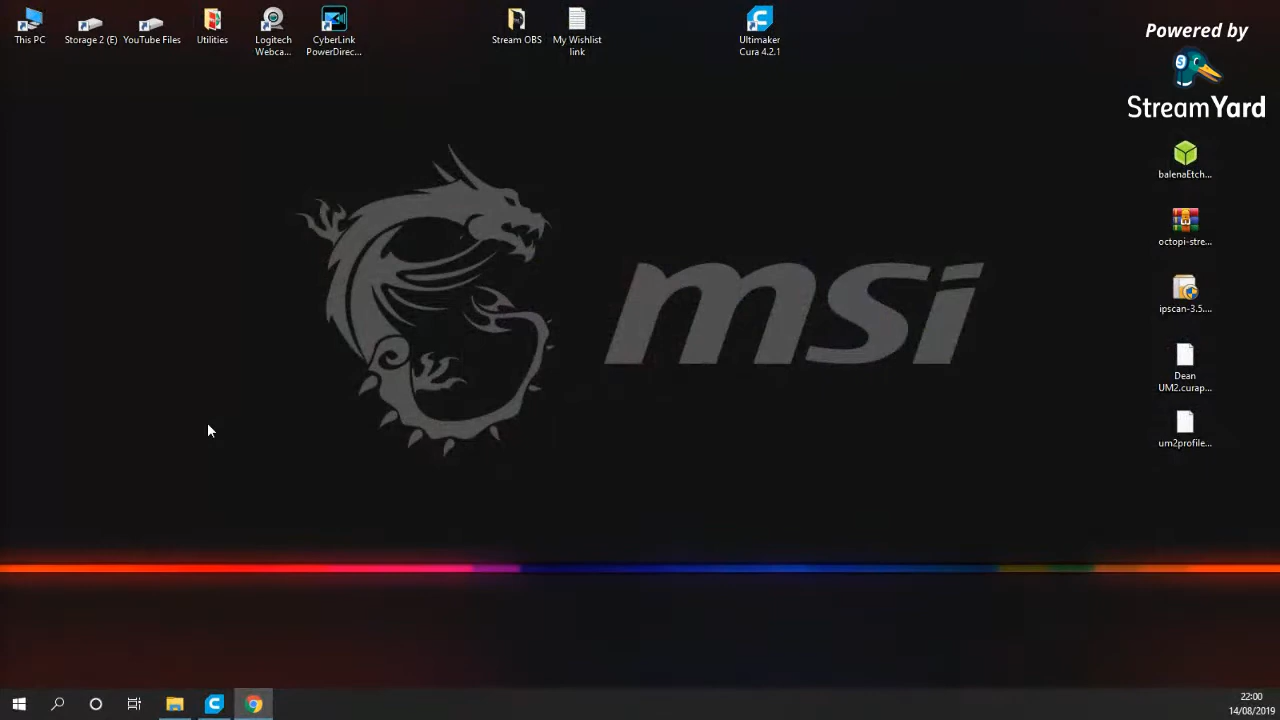 This PC
Storage 2 (E)
YouTube Files
Utilities
Logitech
Webca...
CyberLink
PowerDirec...
Stream OBS
My Wishlist
link
Ultimaker
Cura 4.2.1
Powered by
StreamYard
balenaEtch...
octopi-stre...
ipscan-3.5....
Dean
UM2.curap...
um2profile...
msi
22:00
14/08/2019